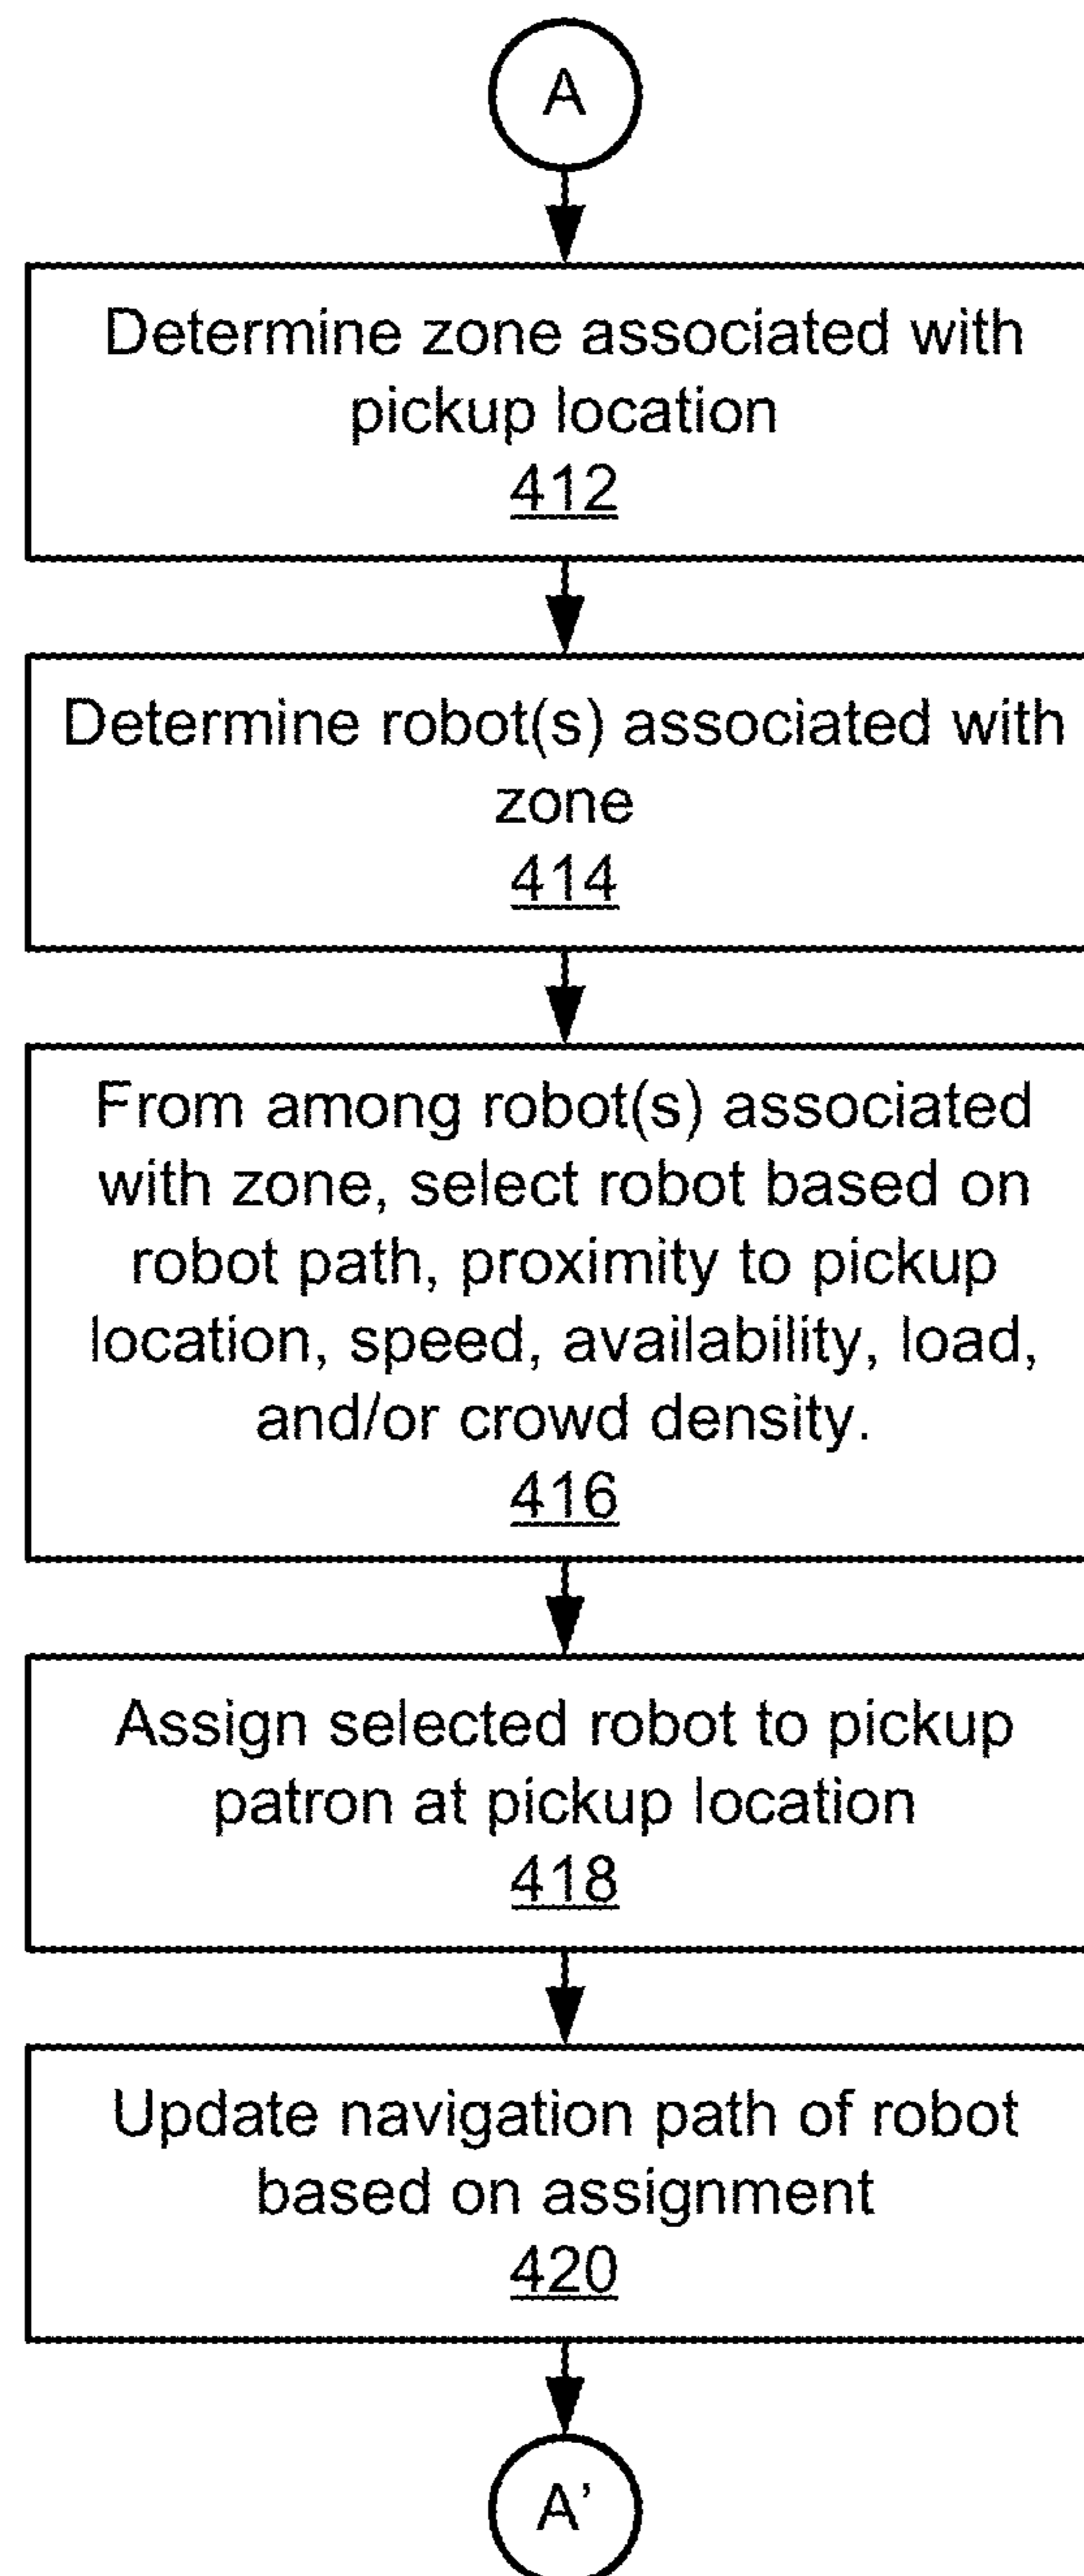 A
Determine zone associated with
pickup location
412
Determine robot(s) associated with
zone
414
From among robot(s) associated
with zone, select robot based on
robot path, proximity to pickup
location, speed, availability, load,
and/or crowd density.
416
Assign selected robot to pickup
patron at pickup location
418
Update navigation path of robot
based on assignment
420
A’